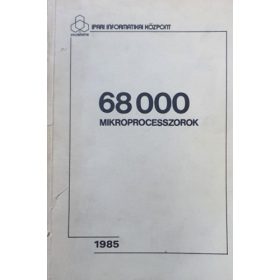 IPARI INFORMATIKAI KÖZPONT
68000
MIKROPROCESSZOROK
1985